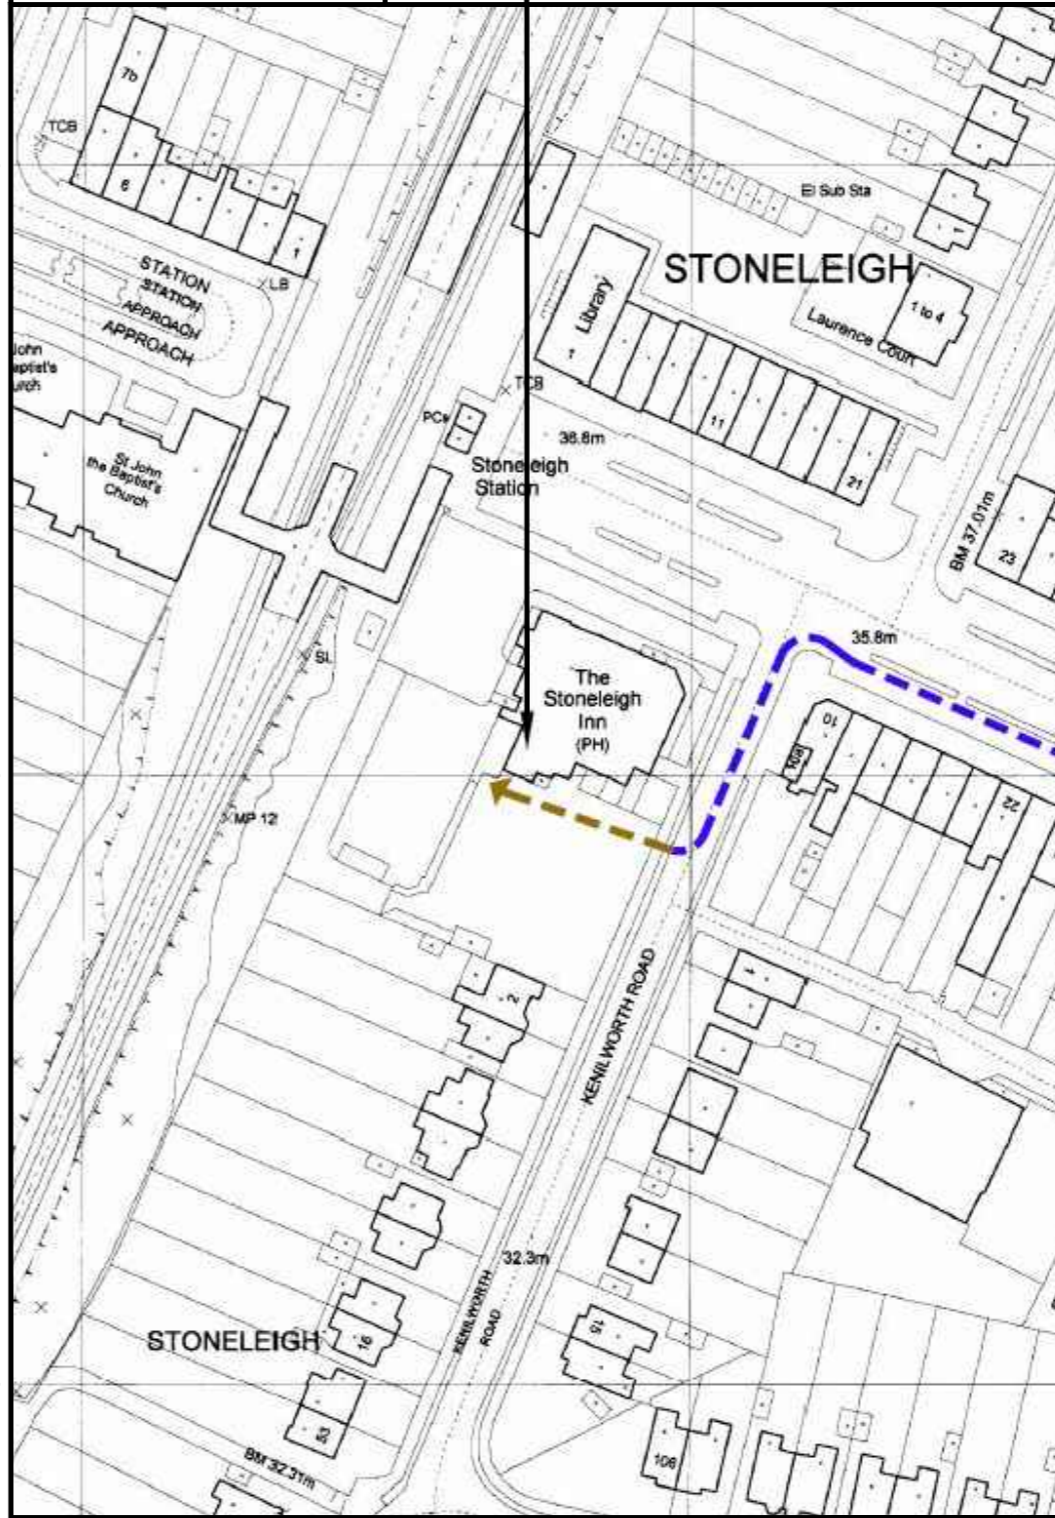 7b
TCB
6
1
STATION
STATION
APPROACH
APPROACH
LB
El Sub Sta
1
STONELEIGH
1 to 4
Laurence Court
Library
1
TCB
PCs
36.8m
11
21
Stoneleigh
Station
John
aptist's
urch
St John
the Baptist's
Church
BM 37.01m
23
35.8m
SL
The
Stoneleigh
Inn
(PH)
10
10a
22
MP 12
KENILWORTH ROAD
2
1
32.3m
KENILWORTH
ROAD
15
STONELEIGH
16
BM 32.31m
106